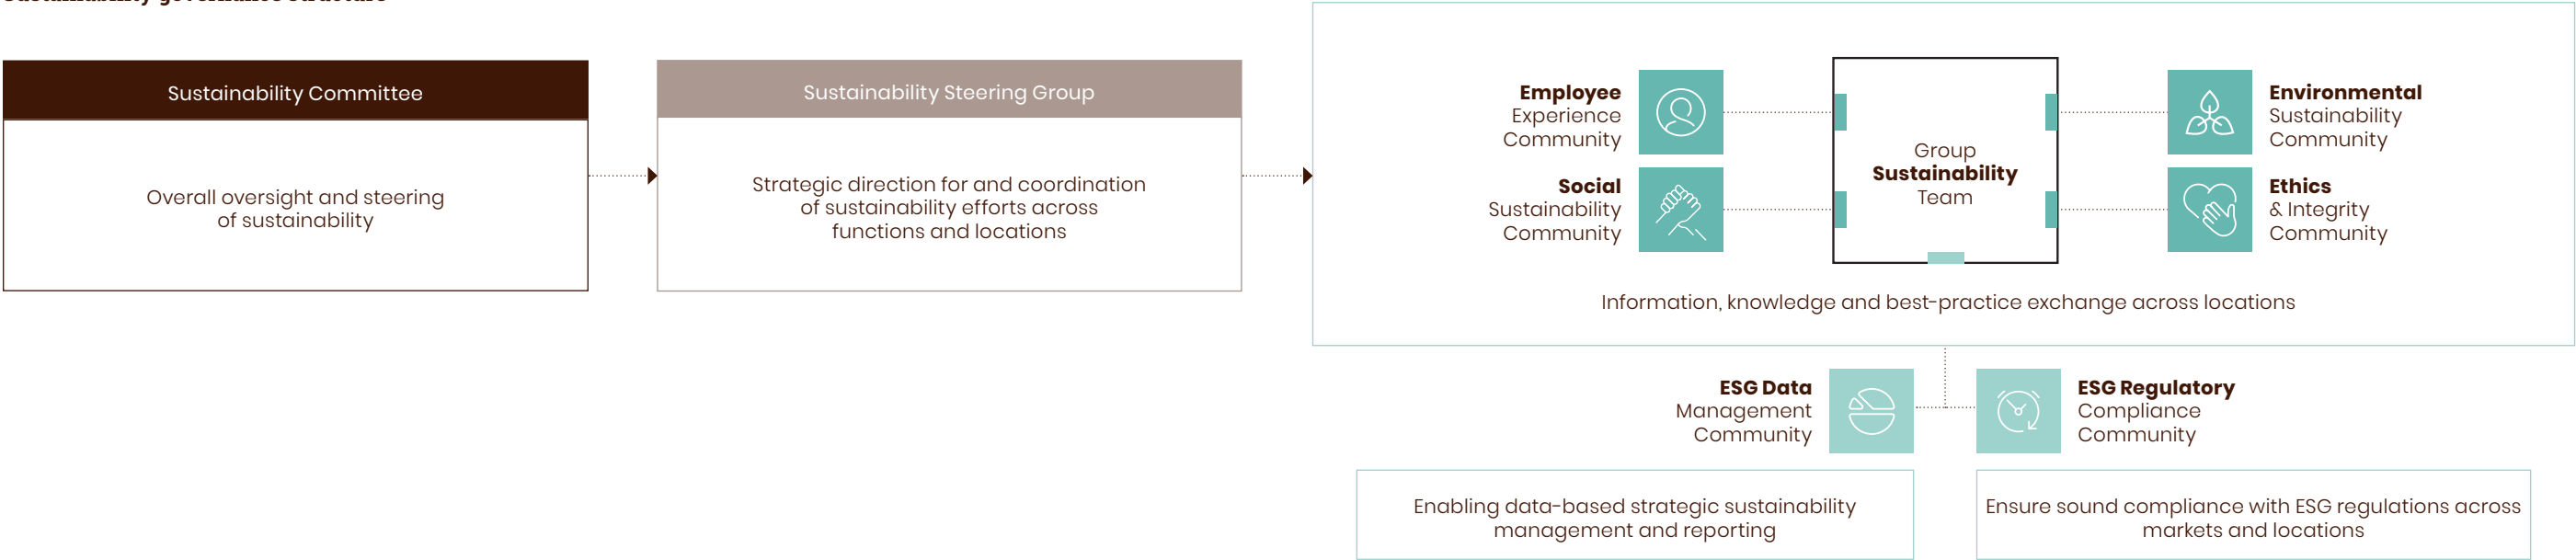 Sustainability governance structure
Sustainability Committee
Overall oversight and steering
of sustainability
Sustainability Steering Group
Strategic direction for and coordination
of sustainability efforts across
functions and locations
Employee
Experience
Community
Social
Sustainability
Community
Group
Sustainability
Team
Environmental
Sustainability
Community
Ethics
& Integrity
Community
Information, knowledge and best-practice exchange across locations
ESG Data
Management
Community
ESG Regulatory
Compliance
Community
Enabling data-based strategic sustainability
management and reporting
Ensure sound compliance with ESG regulations across
markets and locations